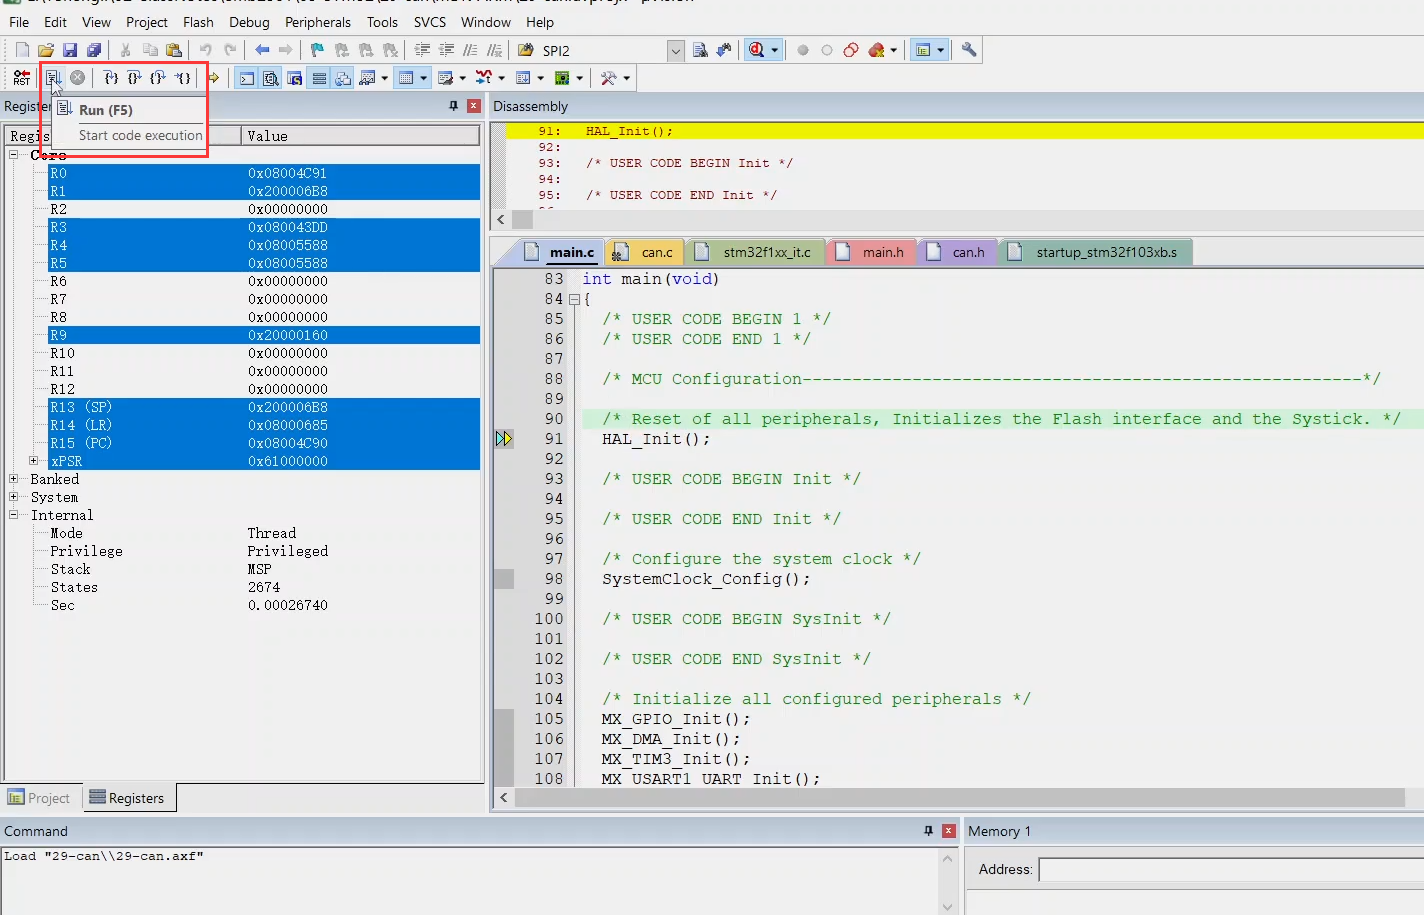 File Edit View Project Flash Debug Peripherals Tools SVCS Window Help
SPI2
RST
Run (F5)
Start code execution
Register
Regis Value
Core
R0 0x08004C91
R1 0x200006B8
R2 0x00000000
R3 0x080043DD
R4 0x08005588
R5 0x08005588
R6 0x00000000
R7 0x00000000
R8 0x00000000
R9 0x20000160
R10 0x00000000
R11 0x00000000
R12 0x00000000
R13 (SP) 0x200006B8
R14 (LR) 0x08000685
R15 (PC) 0x08004C90
xPSR 0x61000000
Banked
System
Internal
Mode Thread
Privilege Privileged
Stack MSP
States 2674
Sec 0.00026740
Project Registers
Disassembly
91: HAL_Init();
92:
93: /* USER CODE BEGIN Init */
94:
95: /* USER CODE END Init */
main.c can.c stm32f1xx_it.c main.h can.h startup_stm32f103xb.s
83 int main(void)
84 {
85 /* USER CODE BEGIN 1 */
86 /* USER CODE END 1 */
87
88 /* MCU Configuration--------------------------------------------------------*/
89
90 /* Reset of all peripherals, Initializes the Flash interface and the Systick. */
91 HAL_Init();
92
93 /* USER CODE BEGIN Init */
94
95 /* USER CODE END Init */
96
97 /* Configure the system clock */
98 SystemClock_Config();
99
100 /* USER CODE BEGIN SysInit */
101
102 /* USER CODE END SysInit */
103
104 /* Initialize all configured peripherals */
105 MX_GPIO_Init();
106 MX_DMA_Init();
107 MX_TIM3_Init();
108 MX_USART1_UART_Init();
Command
Load "29-can\\29-can.axf"
Memory 1
Address: